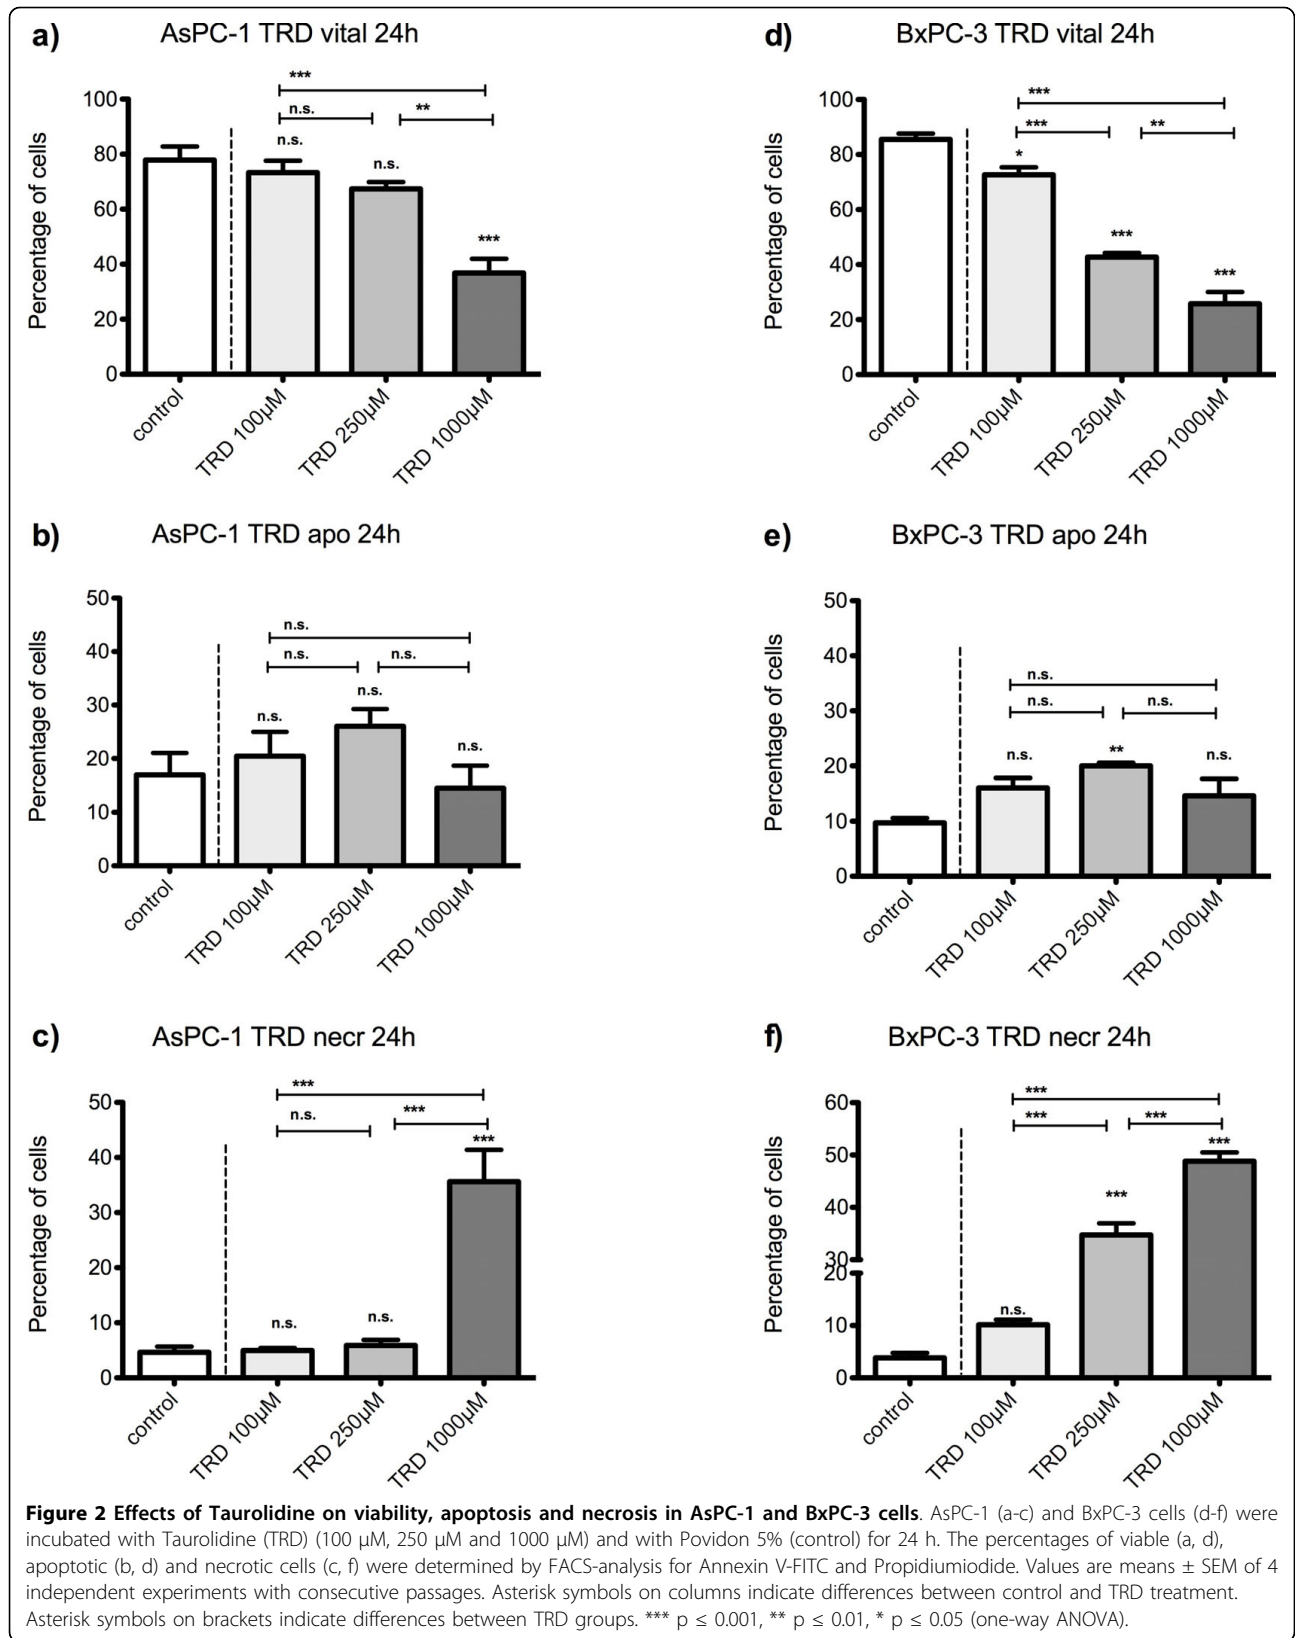 a) AsPC-1 TRD vital 24h
***
n.s. **
n.s.
n.s.
***
Percentage of cells
100
80
60
40
20
0
control
TRD 100µM
TRD 250µM
TRD 1000µM
d) BxPC-3 TRD vital 24h
***
*** **
*
***
***
Percentage of cells
100
80
60
40
20
0
control
TRD 100µM
TRD 250µM
TRD 1000µM
b) AsPC-1 TRD apo 24h
n.s.
n.s. n.s.
n.s.
n.s.
n.s.
Percentage of cells
50
40
30
20
10
0
control
TRD 100µM
TRD 250µM
TRD 1000µM
e) BxPC-3 TRD apo 24h
n.s.
n.s. n.s.
n.s. ** n.s.
Percentage of cells
50
40
30
20
10
0
control
TRD 100µM
TRD 250µM
TRD 1000µM
c) AsPC-1 TRD necr 24h
***
n.s. ***
***
n.s. n.s.
Percentage of cells
50
40
30
20
10
0
control
TRD 100µM
TRD 250µM
TRD 1000µM
f) BxPC-3 TRD necr 24h
***
*** ***
***
***
n.s.
Percentage of cells
60
50
40
30
20
10
0
control
TRD 100µM
TRD 250µM
TRD 1000µM
Figure 2 Effects of Taurolidine on viability, apoptosis and necrosis in AsPC-1 and BxPC-3 cells. AsPC-1 (a-c) and BxPC-3 cells (d-f) were
incubated with Taurolidine (TRD) (100 µM, 250 µM and 1000 µM) and with Povidon 5% (control) for 24 h. The percentages of viable (a, d),
apoptotic (b, d) and necrotic cells (c, f) were determined by FACS-analysis for Annexin V-FITC and Propidiumiodide. Values are means ± SEM of 4
independent experiments with consecutive passages. Asterisk symbols on columns indicate differences between control and TRD treatment.
Asterisk symbols on brackets indicate differences between TRD groups. *** p ≤ 0.001, ** p ≤ 0.01, * p ≤ 0.05 (one-way ANOVA).